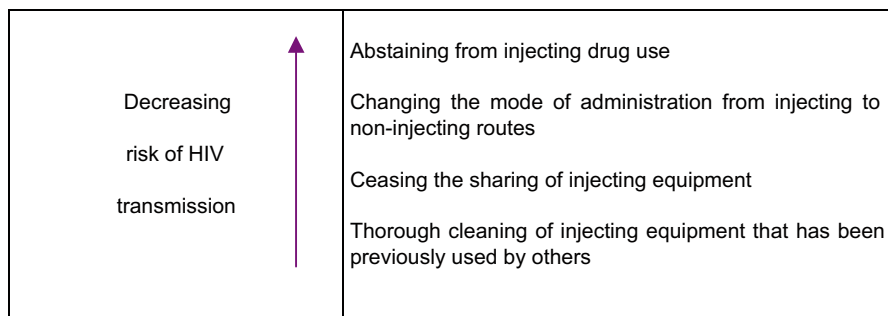 Decreasing
risk of HIV
transmission
Abstaining from injecting drug use
Changing the mode of administration from injecting to
non-injecting routes
Ceasing the sharing of injecting equipment
Thorough cleaning of injecting equipment that has been
previously used by others